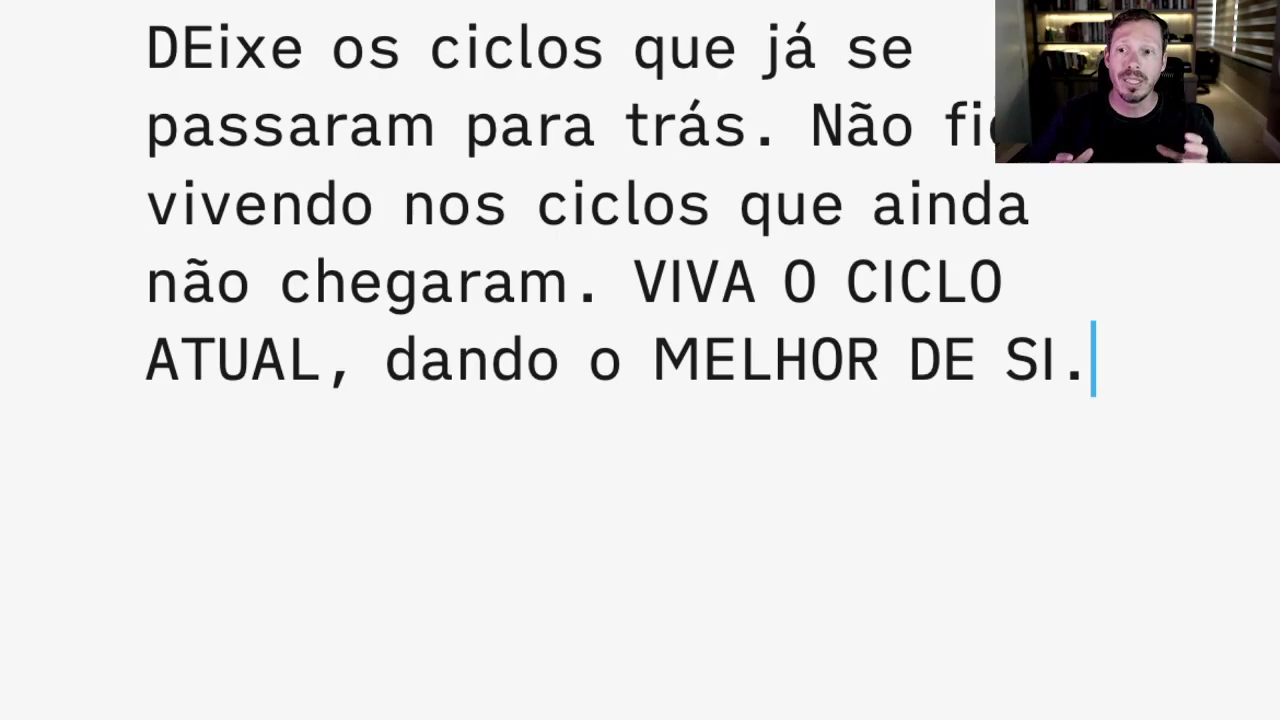 DEixe os ciclos que já se
passaram para trás. Não
vivendo nos ciclos que ainda
não chegaram. VIVA O CICLO
ATUAL, dando o MELHOR DE SI.